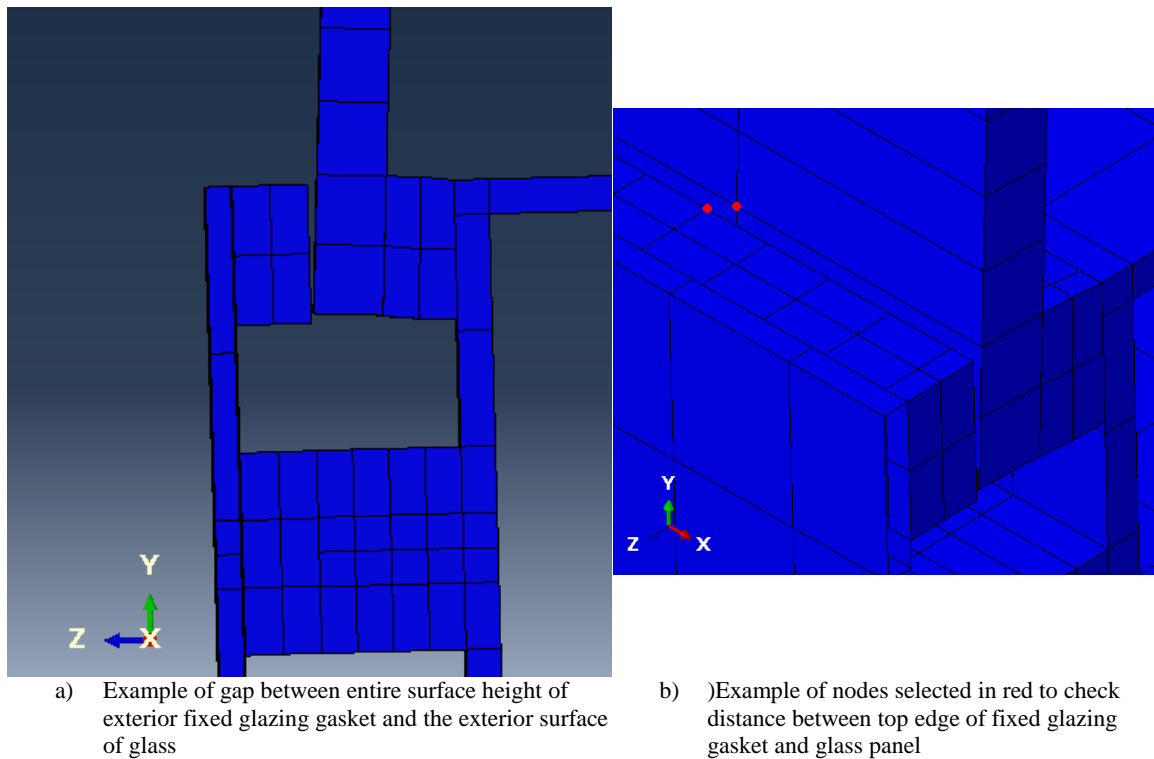 Y
Z
X
Y
Z
X
a) Example of gap between entire surface height of
exterior fixed glazing gasket and the exterior surface
of glass
b) )Example of nodes selected in red to check
distance between top edge of fixed glazing
gasket and glass panel